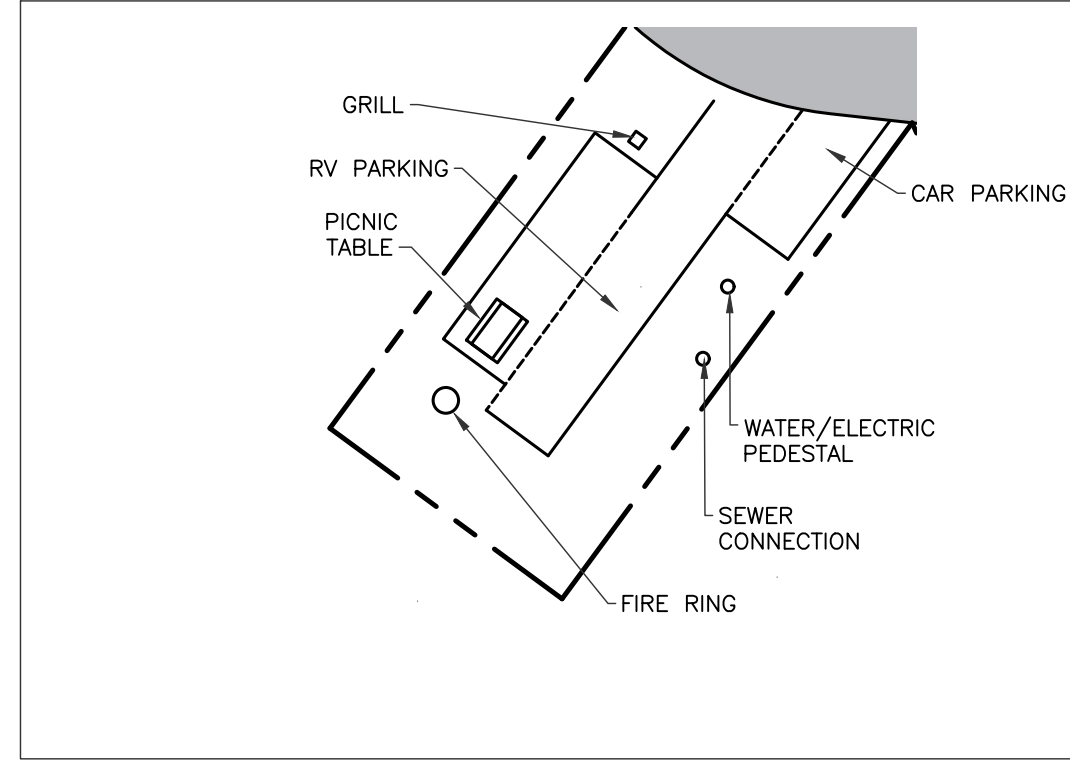 GRILL
RV PARKING
PICNIC
TABLE
CAR PARKING
WATER/ELECTRIC
PEDESTAL
SEWER
CONNECTION
FIRE RING